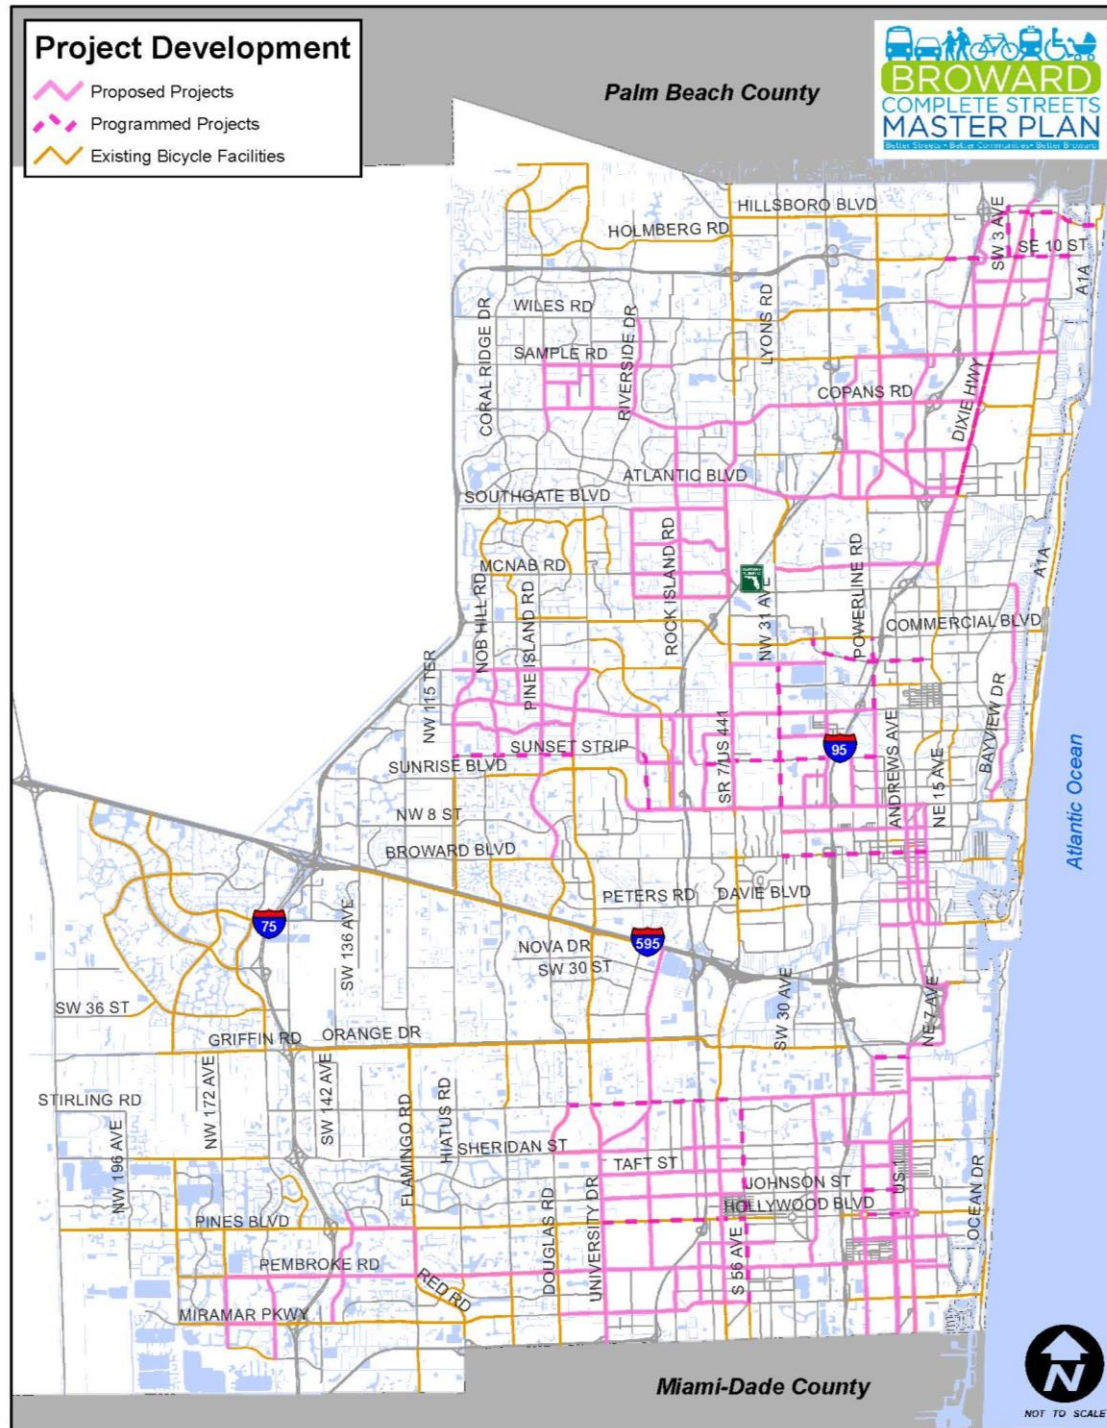 Project Development
Proposed Projects
Programmed Projects
Existing Bicycle Facilities
Palm Beach County
BROWARD
COMPLETE STREETS
MASTER PLAN
Better Streets • Better Communities • Better Broward
HILLSBORO BLVD
HOLMBERG RD
SW 3 AVE
SE 10 ST
A1A
WILES RD
CORAL RIDGE DR
RIVERSIDE DR
LYONS RD
SAMPLE RD
COPANS RD
DIXIE HWY
ATLANTIC BLVD
SOUTHGATE BLVD
ROCK ISLAND RD
MCNAB RD
NOB HILL RD
PINE ISLAND RD
NW 31 AVE
POWERLINE RD
A1A
COMMERCIAL BLVD
NW 115 TER
BAYVIEW DR
SR 7/US 441
SUNSET STRIP
95
ANDREWS AVE
NE 15 AVE
SUNRISE BLVD
NW 8 ST
BROWARD BLVD
Atlantic Ocean
PETERS RD
DAVIE BLVD
75
SW 136 AVE
595
NOVA DR
SW 30 ST
SW 30 AVE
SW 36 ST
GRIFFIN RD
ORANGE DR
NE 7 AVE
STIRLING RD
NW 172 AVE
SW 142 AVE
FLAMINGO RD
HIATUS RD
SHERIDAN ST
NW 196 AVE
TAFT ST
JOHNSON ST
HOLLYWOOD BLVD
US 1
OCEAN DR
PINES BLVD
DOUGLAS RD
UNIVERSITY DR
S 56 AVE
PEMBROKE RD
RED RD
MIRAMAR PKWY
Miami-Dade County
N
NOT TO SCALE